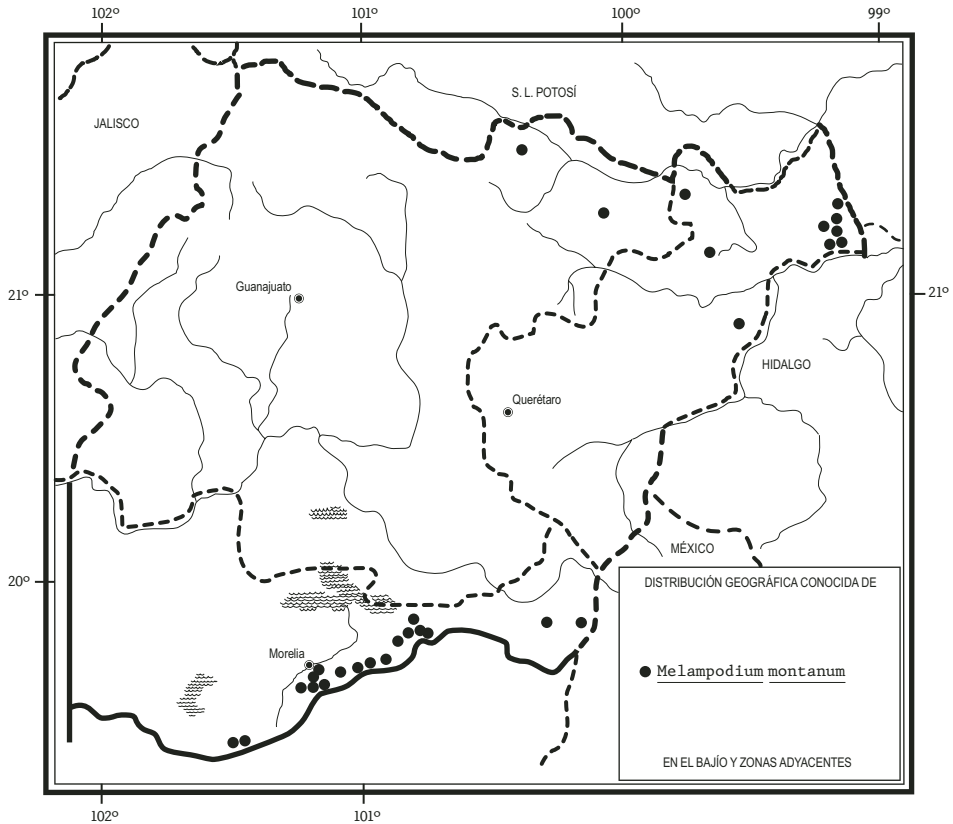 102º
101º
100º
99º
S. L. POTOSÍ
JALISCO
Guanajuato
21º
21º
HIDALGO
Querétaro
MÉXICO
20º
DISTRIBUCIÓN GEOGRÁFICA CONOCIDA DE
Morelia
Melampodium montanum
EN EL BAJÍO Y ZONAS ADYACENTES
102º
101º